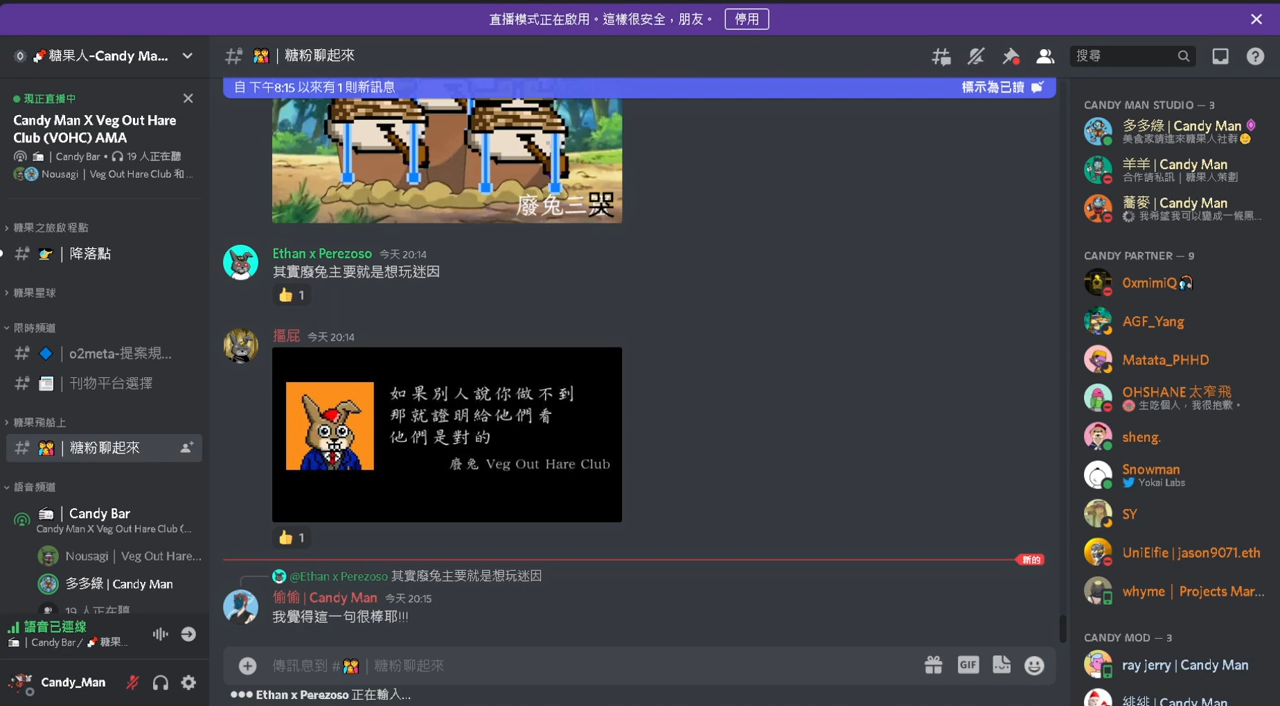 直播模式正在啟用。這樣很安全，朋友。 停用
糖果人-Candy Ma...
現正直播中
Candy Man X Veg Out Hare
Club (VOHC) AMA
| Candy Bar • 19 人正在聽
Nousagi | Veg Out Hare Club 和 ...
糖果之旅啟程點
# | 降落點
糖果星球
限時頻道
# | o2meta-提案規...
# | 刊物平台選擇
糖果飛船上
# | 糖粉聊起來
語音頻道
| Candy Bar
Candy Man X Veg Out Hare Club (...
Nousagi | Veg Out Hare...
多多綠 | Candy Man
19 人正在聽
語音已連線
| Candy Bar / 糖果...
Candy_Man
# | 糖粉聊起來
搜尋
自 下午8:15 以來有 1 則新訊息 標示為已讀
廢兔三哭
Ethan x Perezoso 今天 20:14
其實廢兔主要就是想玩迷因
1
摳屁 今天 20:14
如果別人說你做不到
那就證明給他們看
他們是對的
廢兔 Veg Out Hare Club
1
新的
@Ethan x Perezoso 其實廢兔主要就是想玩迷因
偷偷 | Candy Man 今天 20:15
我覺得這一句很棒耶!!!
傳訊息到 # | 糖粉聊起來
GIF
Ethan x Perezoso 正在輸入...
CANDY MAN STUDIO — 3
多多綠 | Candy Man
美食家請進來糖果人社群
羊羊 | Candy Man
合作請私訊 | 糖果人策劃
蕎麥 | Candy Man
我希望我可以變成一條黑...
CANDY PARTNER — 9
0xmimiQ
AGF_Yang
Matata_PHHD
OHSHANE 太窄飛
生吃個人，我很抱歉。
sheng.
Snowman
Yokai Labs
SY
UniElfie | jason9071.eth
whyme | Projects Mar...
CANDY MOD — 3
ray jerry | Candy Man
緋緋 | Candy Man